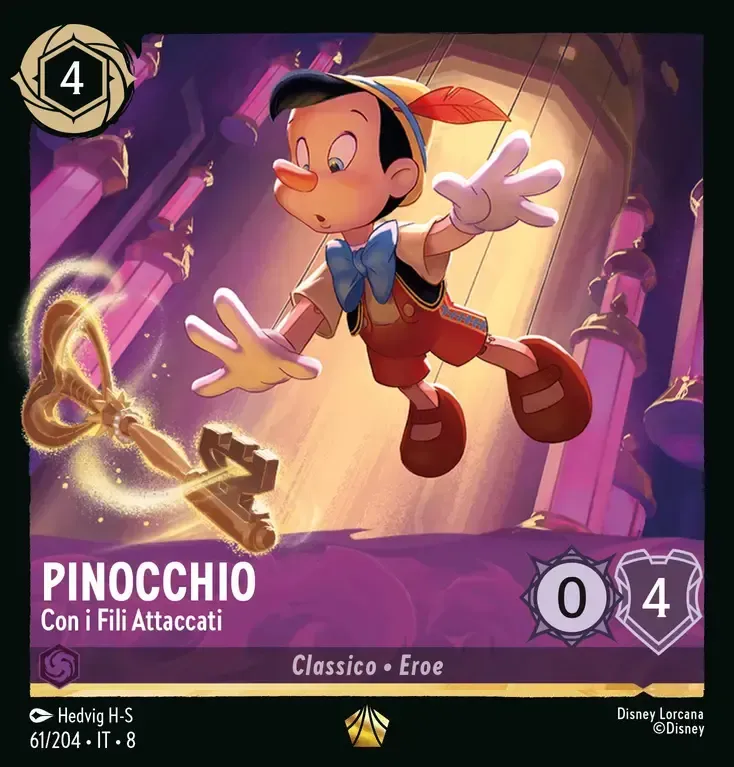 4
PINOCCHIO
Con i Fili Attaccati
0
4
Classico • Eroe
Hedvig H-S
61/204 • IT • 8
Disney Lorcana
©Disney